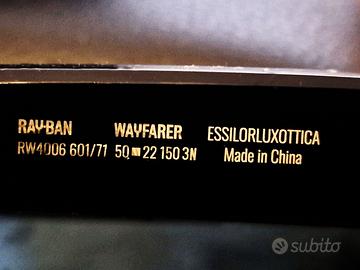 RAY-BAN WAYFARER ESSILORLUXOTTICA
RW4006 601/71 50 22 150 3N Made in China
subito